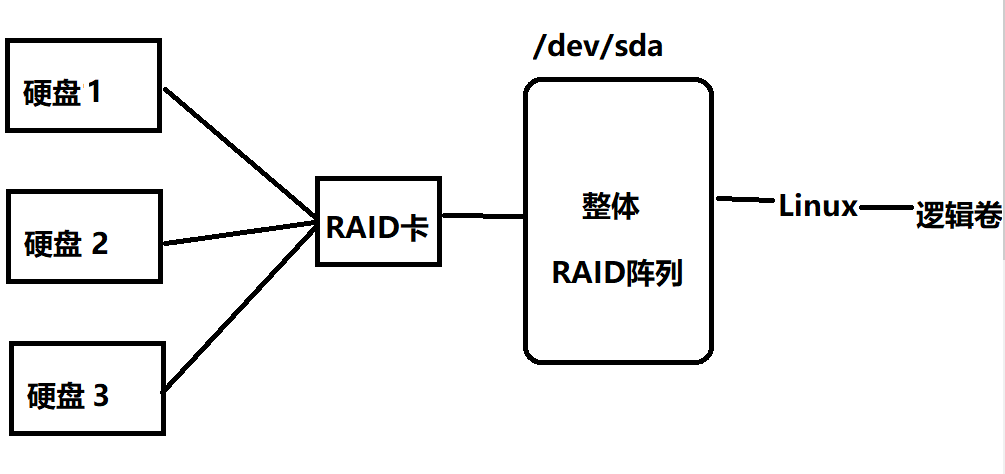 硬盘 1
硬盘 2
硬盘 3
RAID卡
/dev/sda
整体
RAID阵列
Linux
逻辑卷